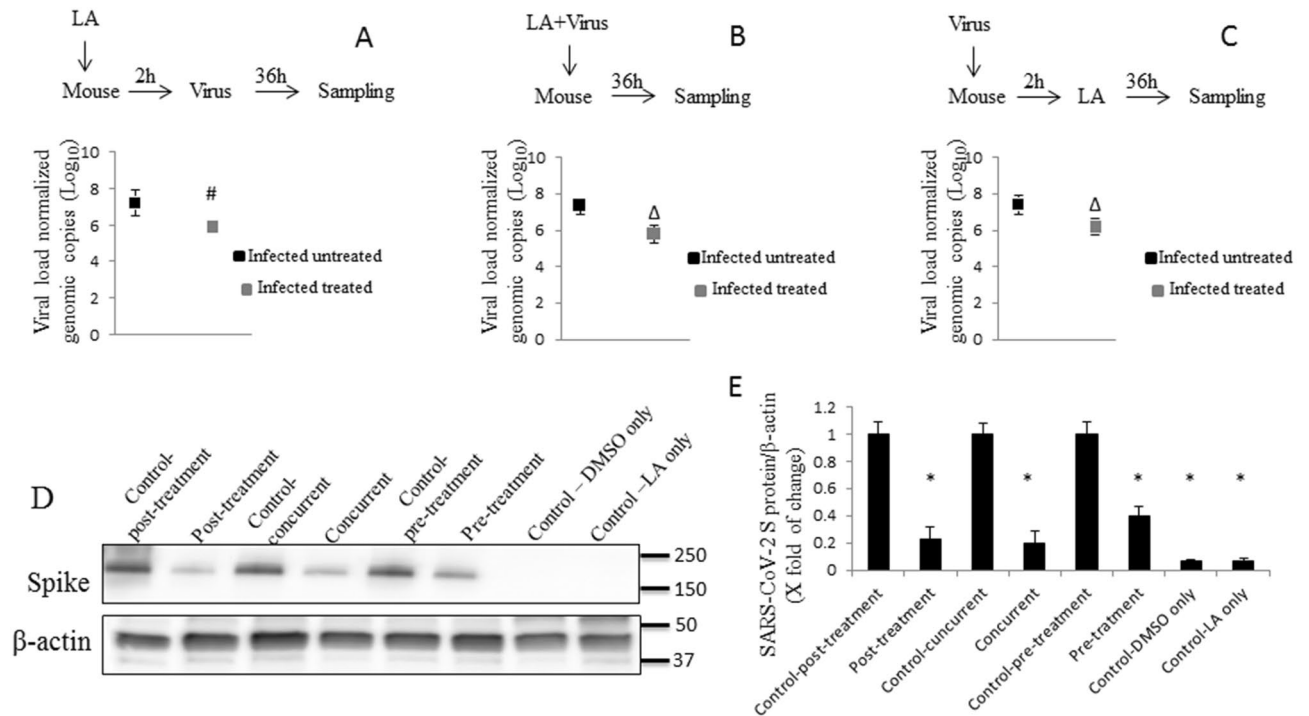 LA
A
2h
36h
Mouse
Virus
Sampling
Viral load normalized
genomic copies (Log10)
10
8
6
4
2
0
#
Infected untreated
Infected treated
LA+Virus
B
36h
Mouse
Sampling
Viral load normalized
genomic copies (Log10)
10
8
6
4
2
0
Δ
Infected untreated
Infected treated
Virus
C
2h
36h
Mouse
LA
Sampling
Viral load normalized
genomic copies (Log10)
10
8
6
4
2
0
Δ
Infected untreated
Infected treated
D
Control-
post-treatment
Post-treatment
Control-
concurrent
Concurrent
Control-
pre-treatment
Pre-treatment
Control – DMSO only
Control –LA only
Spike
250
150
β-actin
50
37
E
SARS-CoV-2 S protein/β-actin
(X fold of change)
1.2
1
0.8
0.6
0.4
0.2
0
*
*
*
*
*
Control-post-treatment
Post-treatment
Control-cuncurrent
Concurrent
Control-pre-treatment
Pre-tratment
Control-DMSO only
Control-LA only